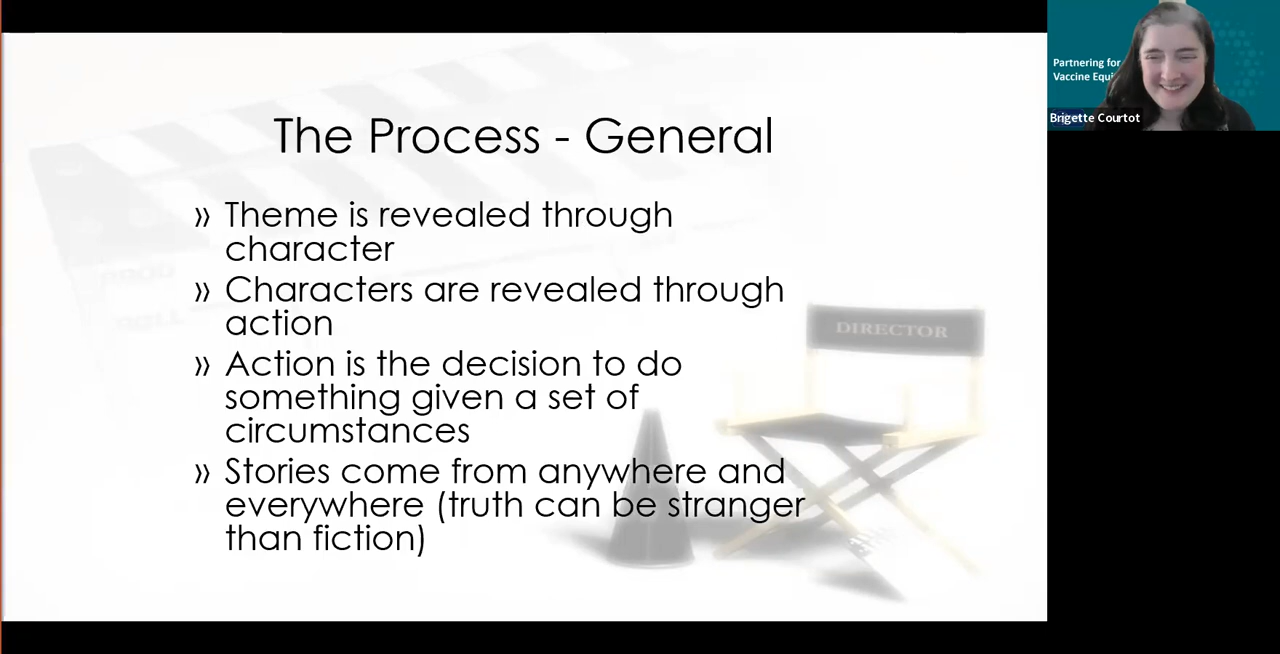 The Process - General
» Theme is revealed through
character
» Characters are revealed through
action
» Action is the decision to do
something given a set of
circumstances
» Stories come from anywhere and
everywhere (truth can be stranger
than fiction)
DIRECTOR
Partnering for
Vaccine Equi
Brigette Courtot